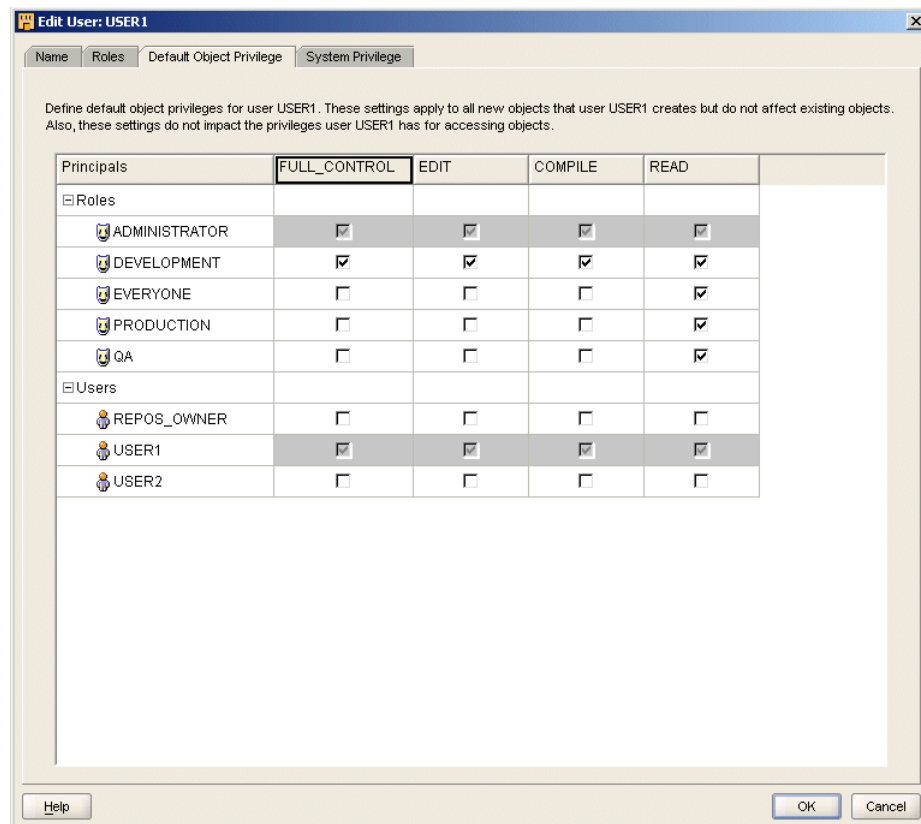 Edit User: USER1
Name Roles Default Object Privilege System Privilege
Define default object privileges for user USER1. These settings apply to all new objects that user USER1 creates but do not affect existing objects.
Also, these settings do not impact the privileges user USER1 has for accessing objects.
Principals FULL_CONTROL EDIT COMPILE READ
Roles
ADMINISTRATOR
DEVELOPMENT
EVERYONE
PRODUCTION
QA
Users
REPOS_OWNER
USER1
USER2
Help OK Cancel